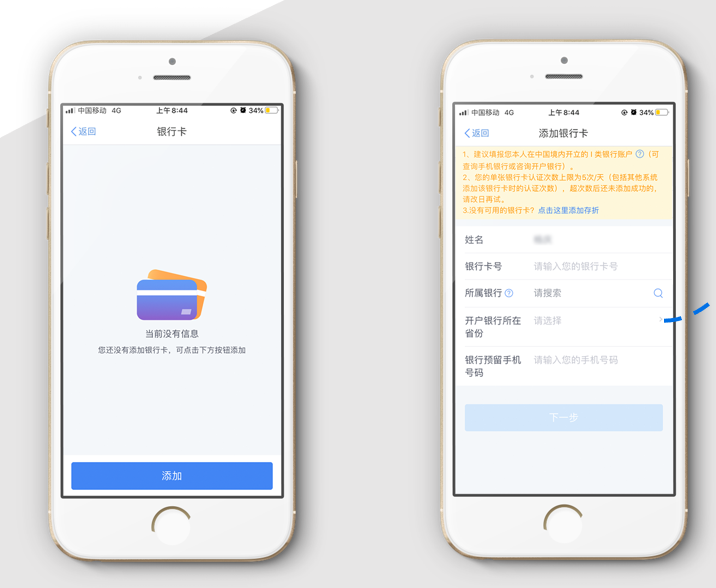 中国移动 4G 上午8:44 34%
返回 银行卡
当前没有信息
您还没有添加银行卡，可点击下方按钮添加
添加
中国移动 4G 上午8:44 34%
返回 添加银行卡
1、建议填报您本人在中国境内开立的 I 类银行账户 ? （可
查询手机银行或咨询开户银行）。
2、您的单张银行卡认证次数上限为5次/天（包括其他系统
添加该银行卡时的认证次数），超次数后还未添加成功的，
请改日再试。
3.没有可用的银行卡？点击这里添加存折
姓名
银行卡号 请输入您的银行卡号
所属银行 ? 请搜索
开户银行所在 请选择
省份
银行预留手机 请输入您的手机号码
号码
下一步